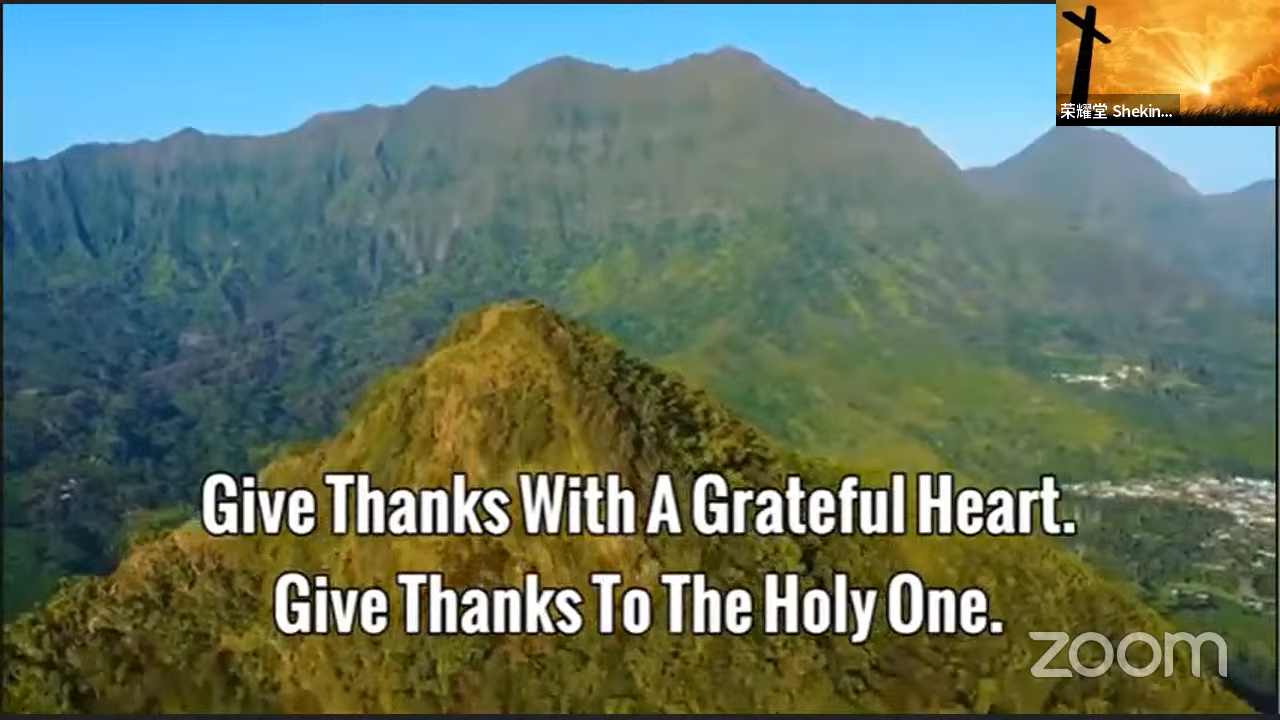 荣耀堂 Shekin...
Give Thanks With A Grateful Heart.
Give Thanks To The Holy One.
zoom